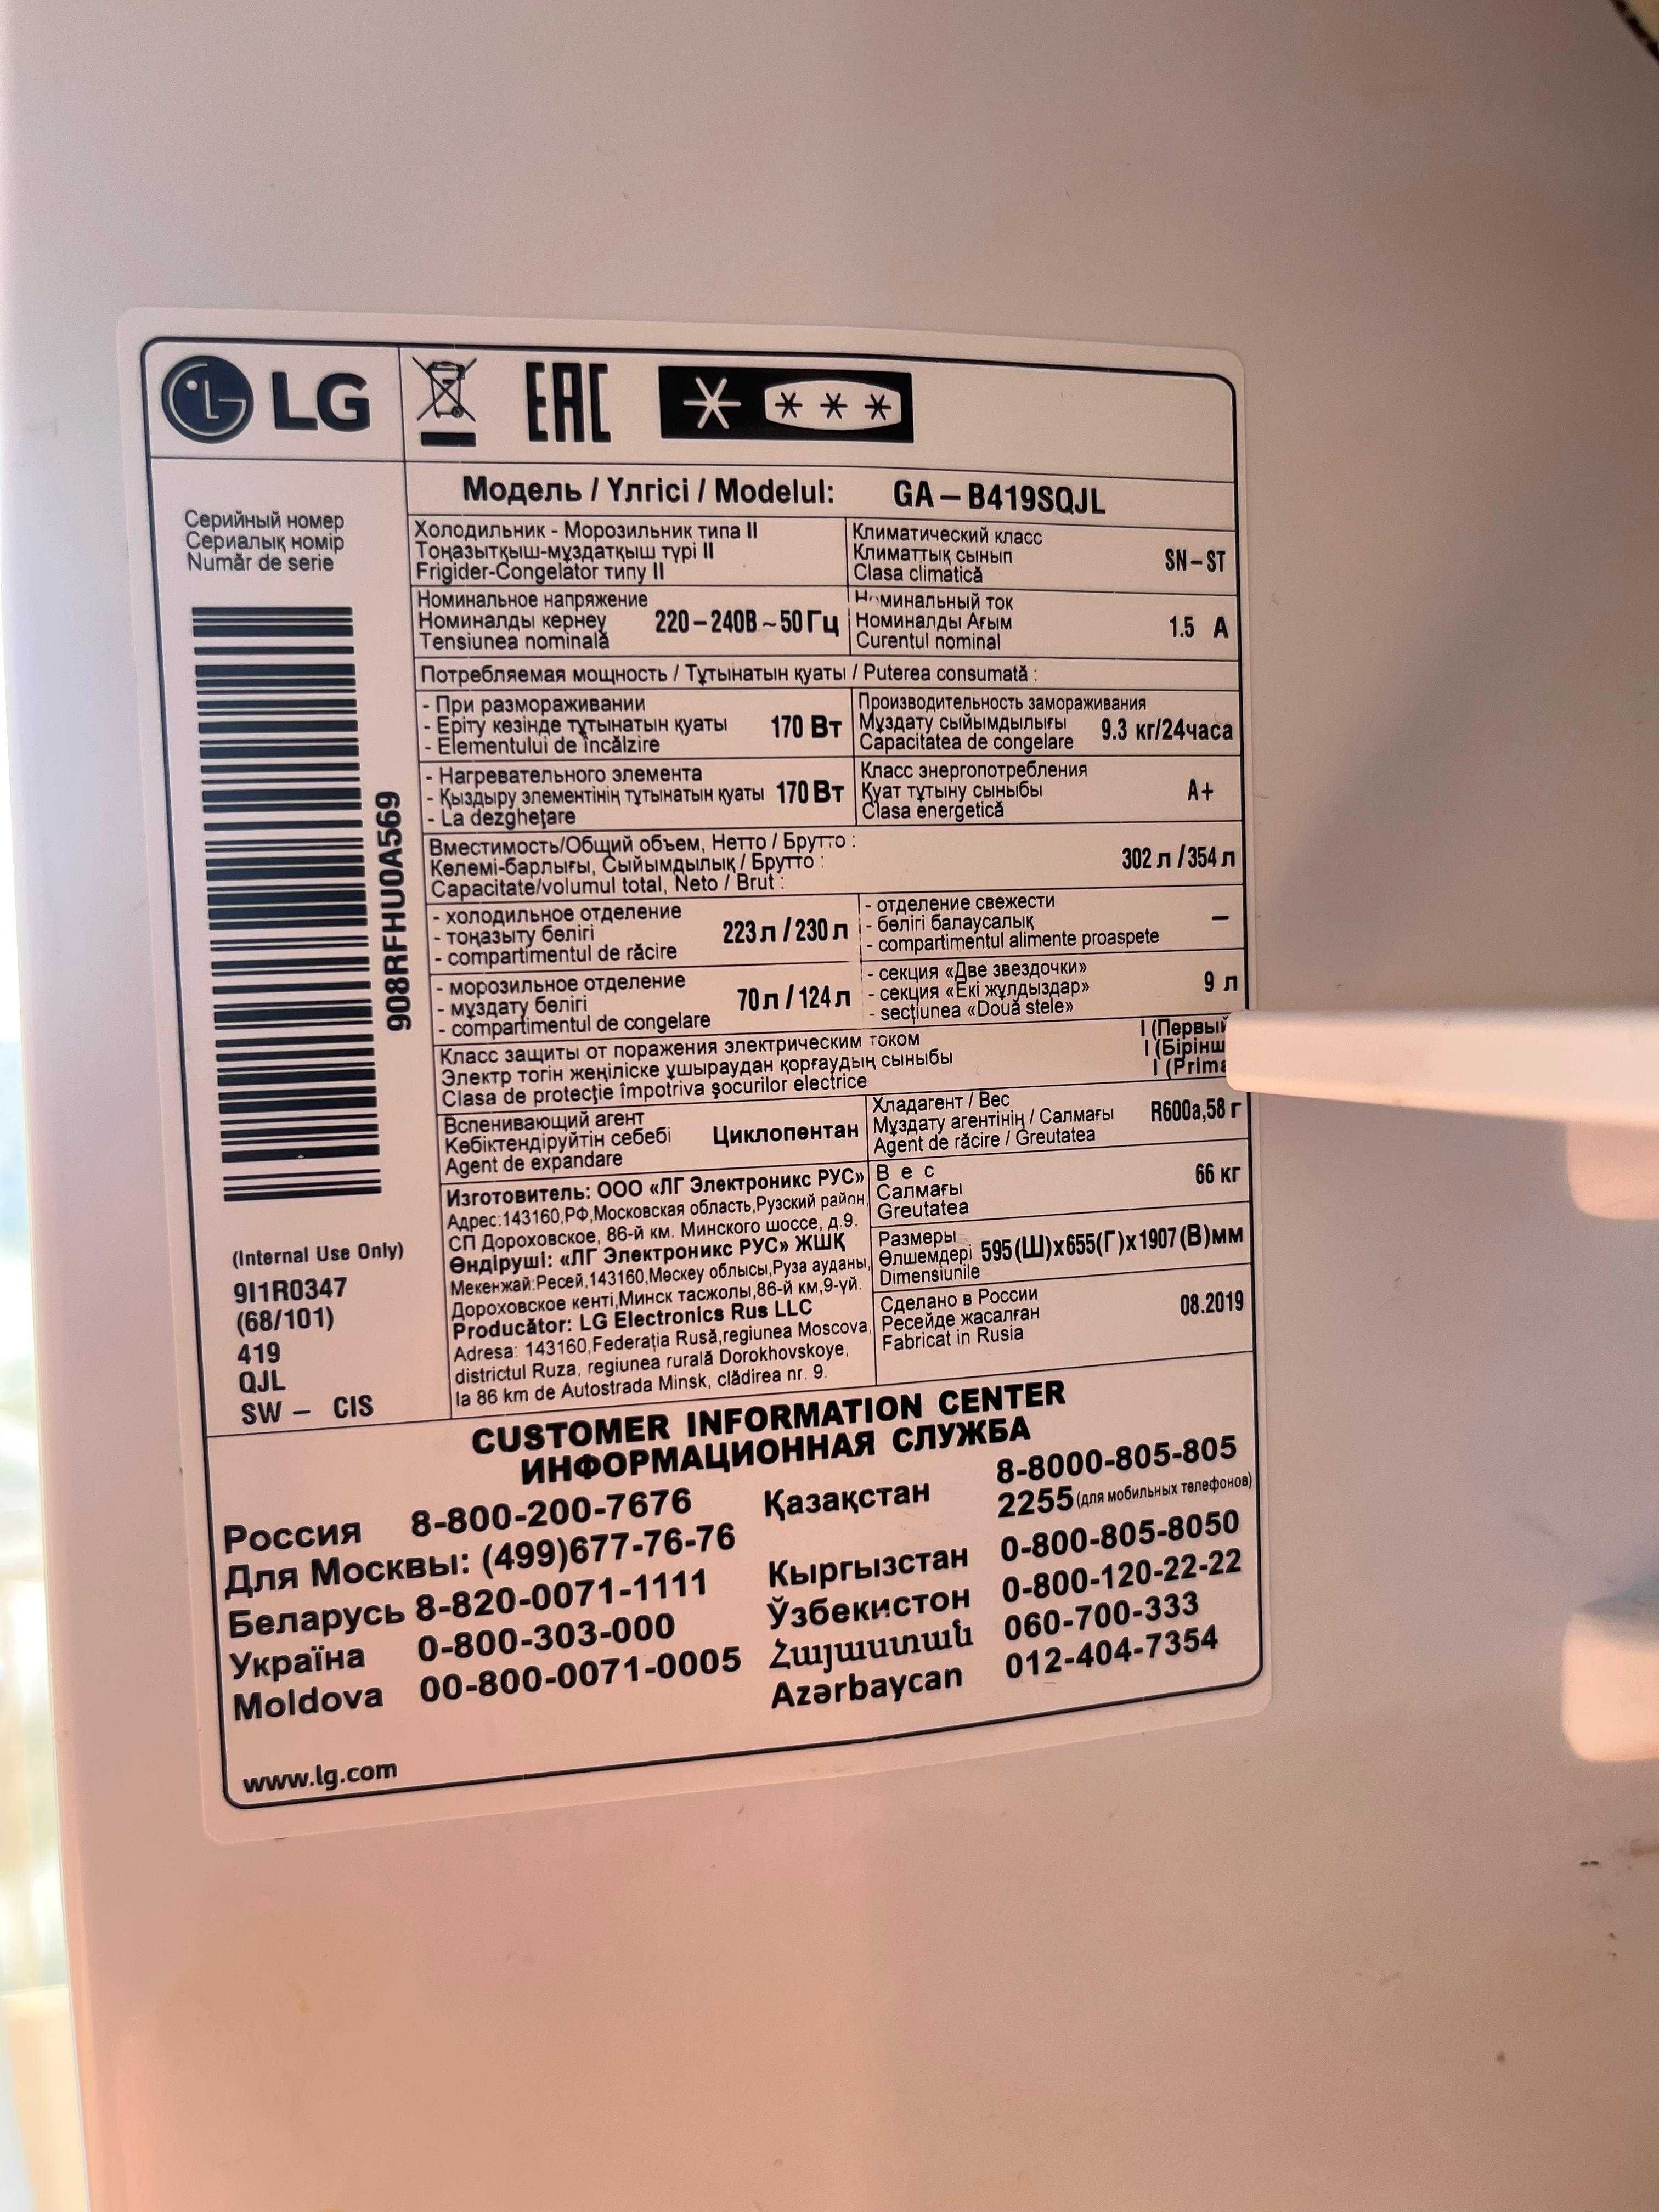 LG
EAC
Модель / Үлгісі / Modelul: GA – B419SQJL
Серийный номер
Сериалық номір
Număr de serie
908RFHU0A569
(Internal Use Only)
9I1R0347
(68/101)
419
QJL
SW – CIS
Холодильник - Морозильник типа II
Тоңазытқыш-мұздатқыш түрі II
Frigider-Congelator типу II
Климатический класс
Климаттық сынып
Clasa climatică
SN – ST
Номинальное напряжение
Номиналды кернеу
Tensiunea nominală
220 – 240В ~ 50 Гц
Номинальный ток
Номиналды Ағым
Curentul nominal
1.5 А
Потребляемая мощность / Тұтынатын қуаты / Puterea consumată :
- При размораживании
- Еріту кезінде тұтынатын қуаты
- Elementului de încălzire
170 Вт
Производительность замораживания
Мұздату сыйымдылығы
Capacitatea de congelare
9.3 кг/24часа
- Нагревательного элемента
- Қыздыру элементінің тұтынатын қуаты
- La dezgheţare
170 Вт
Класс энергопотребления
Қуат тұтыну сыныбы
Clasa energetică
A+
Вместимость/Общий объем, Нетто / Брутто :
Көлемі-барлығы, Сыйымдылық / Брутто :
Capacitate/volumul total, Neto / Brut :
302 л / 354 л
- холодильное отделение
- тоңазыту бөлігі
- compartimentul de răcire
223 л / 230 л
- отделение свежести
- бөлігі балаусалық
- compartimentul alimente proaspete
–
- морозильное отделение
- мұздату бөлігі
- compartimentul de congelare
70 л / 124 л
- секция «Две звездочки»
- секция «Екі жұлдыздар»
- secţiunea «Două stele»
9 л
Класс защиты от поражения электрическим током
Электр тогін жеңіліске ұшыраудан қорғаудың сыныбы
Clasa de protecţie împotriva şocurilor electrice
I (Первый
I (Бірінш
I (Prima
Вспенивающий агент
Көбіктендіруйтін себебі
Agent de expandare
Циклопентан
Хладагент / Вес
Мұздату агентінің / Салмағы
Agent de răcire / Greutatea
R600a,58 г
Изготовитель: ООО «ЛГ Электроникс РУС»
Адрес:143160,РФ,Московская область,Рузский район,
СП Дороховское, 86-й км. Минского шоссе, д.9.
Өндіруші: «ЛГ Электроникс РУС» ЖШҚ
Мекенжай:Ресей,143160,Мәскеу облысы,Руза ауданы,
Дороховское кенті,Минск тасжолы,86-й км,9-үй.
Producător: LG Electronics Rus LLC
Adresa: 143160,Federaţia Rusă,regiunea Moscova,
districtul Ruza, regiunea rurală Dorokhovskoye,
la 86 km de Autostrada Minsk, clădirea nr. 9.
Вес
Салмағы
Greutatea
66 кг
Размеры
Өлшемдері
Dimensiunile
595 (Ш)x655(Г)x1907 (В)мм
Сделано в России
Ресейде жасалған
Fabricat in Rusia
08.2019
CUSTOMER INFORMATION CENTER
ИНФОРМАЦИОННАЯ СЛУЖБА
Россия 8-800-200-7676
Для Москвы: (499)677-76-76
Беларусь 8-820-0071-1111
Україна 0-800-303-000
Moldova 00-800-0071-0005
Қазақстан 8-8000-805-805
2255 (для мобильных телефонов)
Кыргызстан 0-800-805-8050
Ўзбекистон 0-800-120-22-22
Հայաստան 060-700-333
Azərbaycan 012-404-7354
www.lg.com